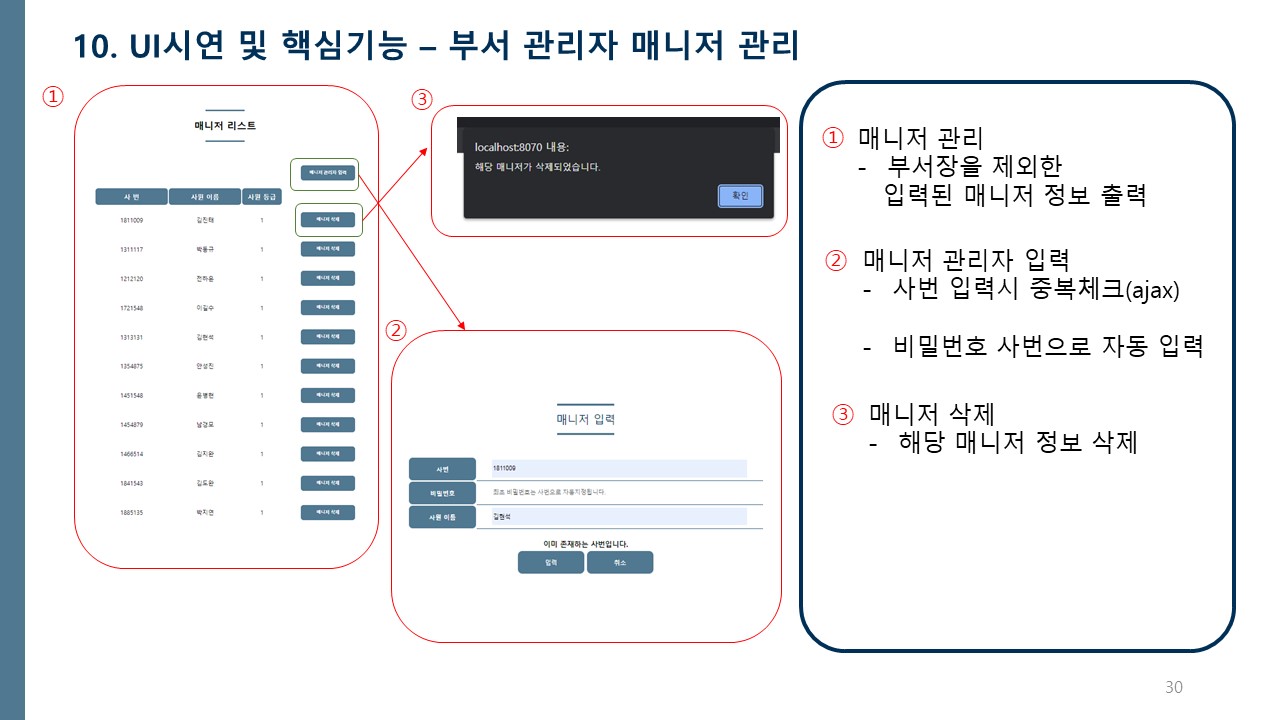 10. UI시연 및 핵심기능 – 부서 관리자 매니저 관리
①
매니저 리스트
매니저 관리자 입력
사 번 사원 이름 사원 등급
1811009 김진태 1 매니저 삭제
1311117 박동규 1 매니저 삭제
1212120 전하윤 1 매니저 삭제
1721548 이길수 1 매니저 삭제
1313131 김현석 1 매니저 삭제
1354875 안성진 1 매니저 삭제
1451548 윤병현 1 매니저 삭제
1454879 남경모 1 매니저 삭제
1466514 김지완 1 매니저 삭제
1841543 김도완 1 매니저 삭제
1885135 박지연 1 매니저 삭제
③
localhost:8070 내용:
해당 매니저가 삭제되었습니다.
확인
②
매니저 입력
사번 1811009
비밀번호 최초 비밀번호는 사번으로 자동지정됩니다.
사원 이름 김현석
이미 존재하는 사번입니다.
입력 취소
① 매니저 관리
- 부서장을 제외한
입력된 매니저 정보 출력
② 매니저 관리자 입력
- 사번 입력시 중복체크(ajax)
- 비밀번호 사번으로 자동 입력
③ 매니저 삭제
- 해당 매니저 정보 삭제
30